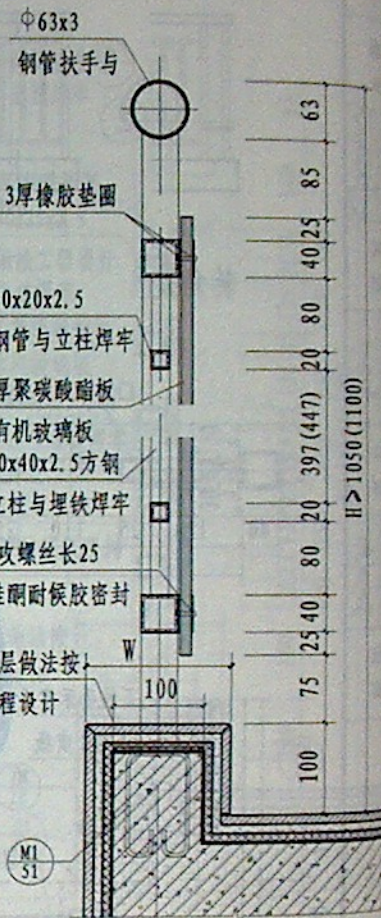 ф63x3
钢管扶手与
3厚橡胶垫圈
0x20x2.5
钢管与立柱焊牢
厚聚碳酸酯板
有机玻璃板
0x40x2.5方钢
立柱与埋铁焊牢
攻螺丝长25
硅酮耐候胶密封
层做法按
程设计
W
100
63
85
25
40
80
20
397(447)
20
80
40
25
75
100
H≥1050(1100)
M1
51